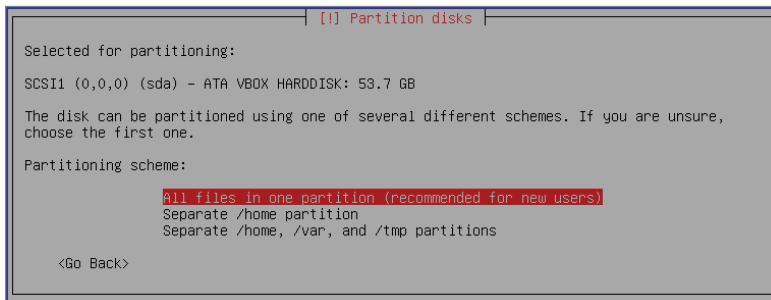 [!] Partition disks
Selected for partitioning:
SCSI1 (0,0,0) (sda) – ATA VBOX HARDDISK: 53.7 GB
The disk can be partitioned using one of several different schemes. If you are unsure,
choose the first one.
Partitioning scheme:
All files in one partition (recommended for new users)
Separate /home partition
Separate /home, /var, and /tmp partitions
<Go Back>